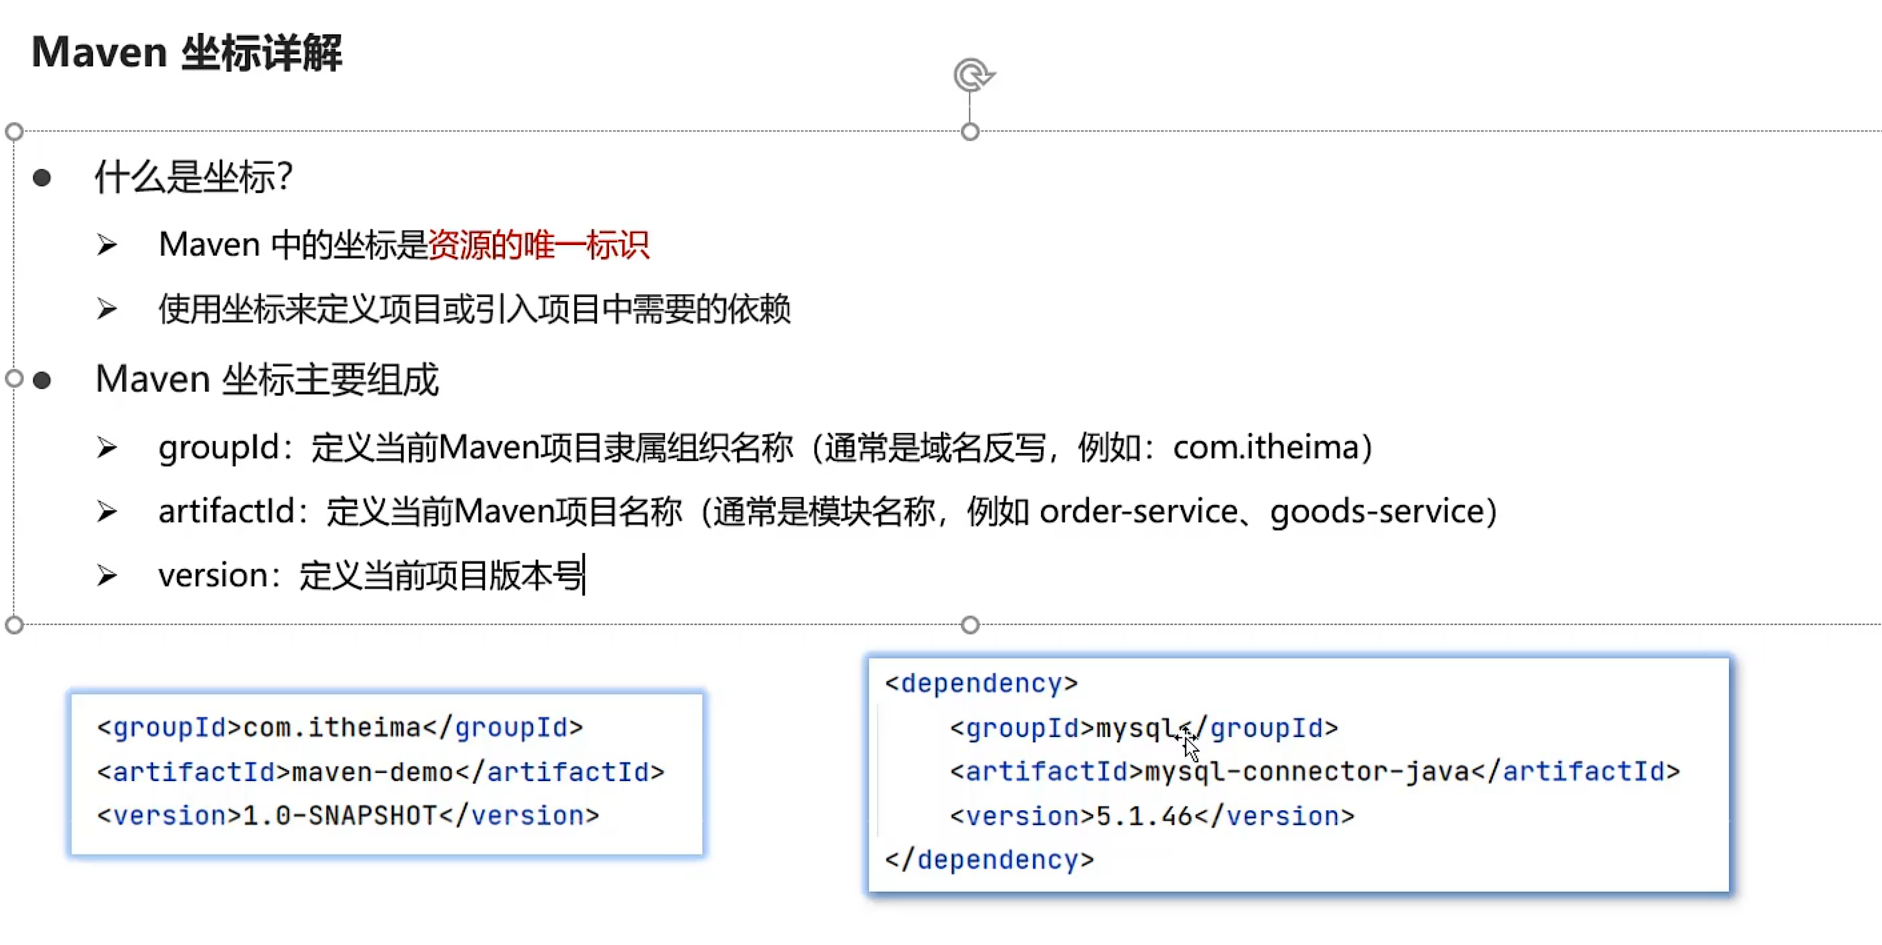 Maven 坐标详解
什么是坐标?
Maven 中的坐标是资源的唯一标识
使用坐标来定义项目或引入项目中需要的依赖
Maven 坐标主要组成
groupId：定义当前Maven项目隶属组织名称（通常是域名反写，例如：com.itheima）
artifactId：定义当前Maven项目名称（通常是模块名称，例如 order-service、goods-service）
version：定义当前项目版本号
<groupId>com.itheima</groupId>
<artifactId>maven-demo</artifactId>
<version>1.0-SNAPSHOT</version>
<dependency>
<groupId>mysql</groupId>
<artifactId>mysql-connector-java</artifactId>
<version>5.1.46</version>
</dependency>